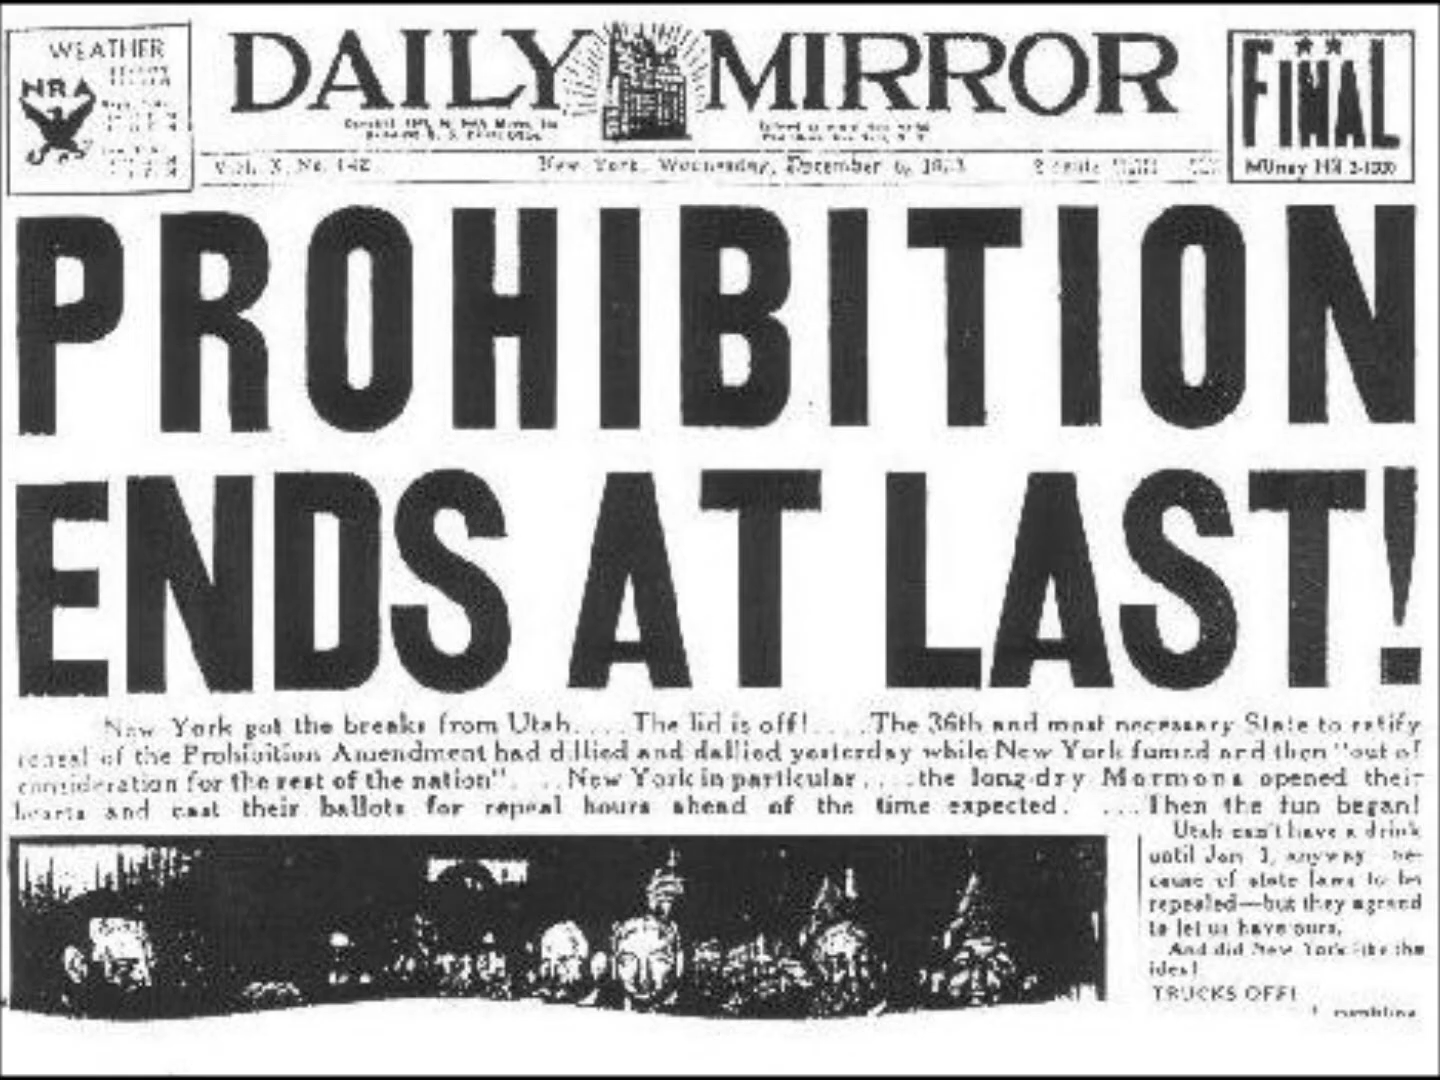 WEATHER
NRA
DAILY MIRROR
FINAL
New York, Wednesday, December 6,
PROHIBITION
ENDS AT LAST!
New York got the breaks from Utah....The lid is off!....The 36th and most necessary State to ratify
repeal of the Prohibition Amendment had dillied and dallied yesterday while New York fumed and then "out of
consideration for the rest of the nation"....New York in particular....the long-dry Mormons opened their
hearts and cast their ballots for repeal hours ahead of the time expected. ....Then the fun began!
Utah can't have a drink
until Jan. 1, anyway—be-
cause of state laws to be
repealed—but they agreed
to let us have ours.
And did New York like the
idea!
TRUCKS OFF!